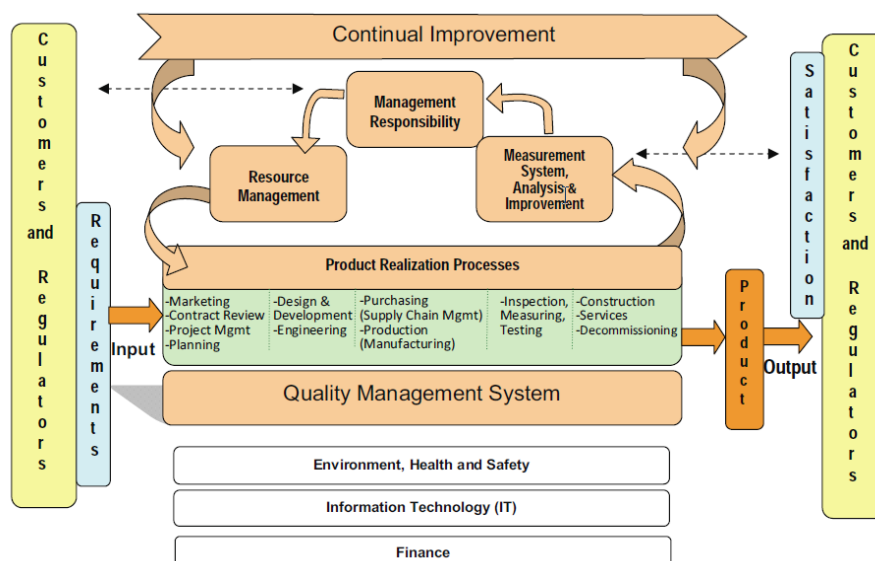 Customers and Regulators
Requirements
Continual Improvement
Management
Responsibility
Resource
Management
Measurement
System,
Analysis &
Improvement
Satisfaction
Customers and Regulators
Product Realization Processes
-Marketing
-Contract Review
-Project Mgmt
-Planning
-Design &
Development
-Engineering
-Purchasing
(Supply Chain Mgmt)
-Production
(Manufacturing)
-Inspection,
Measuring,
Testing
-Construction
-Services
-Decommissioning
Input
Product
Output
Quality Management System
Environment, Health and Safety
Information Technology (IT)
Finance